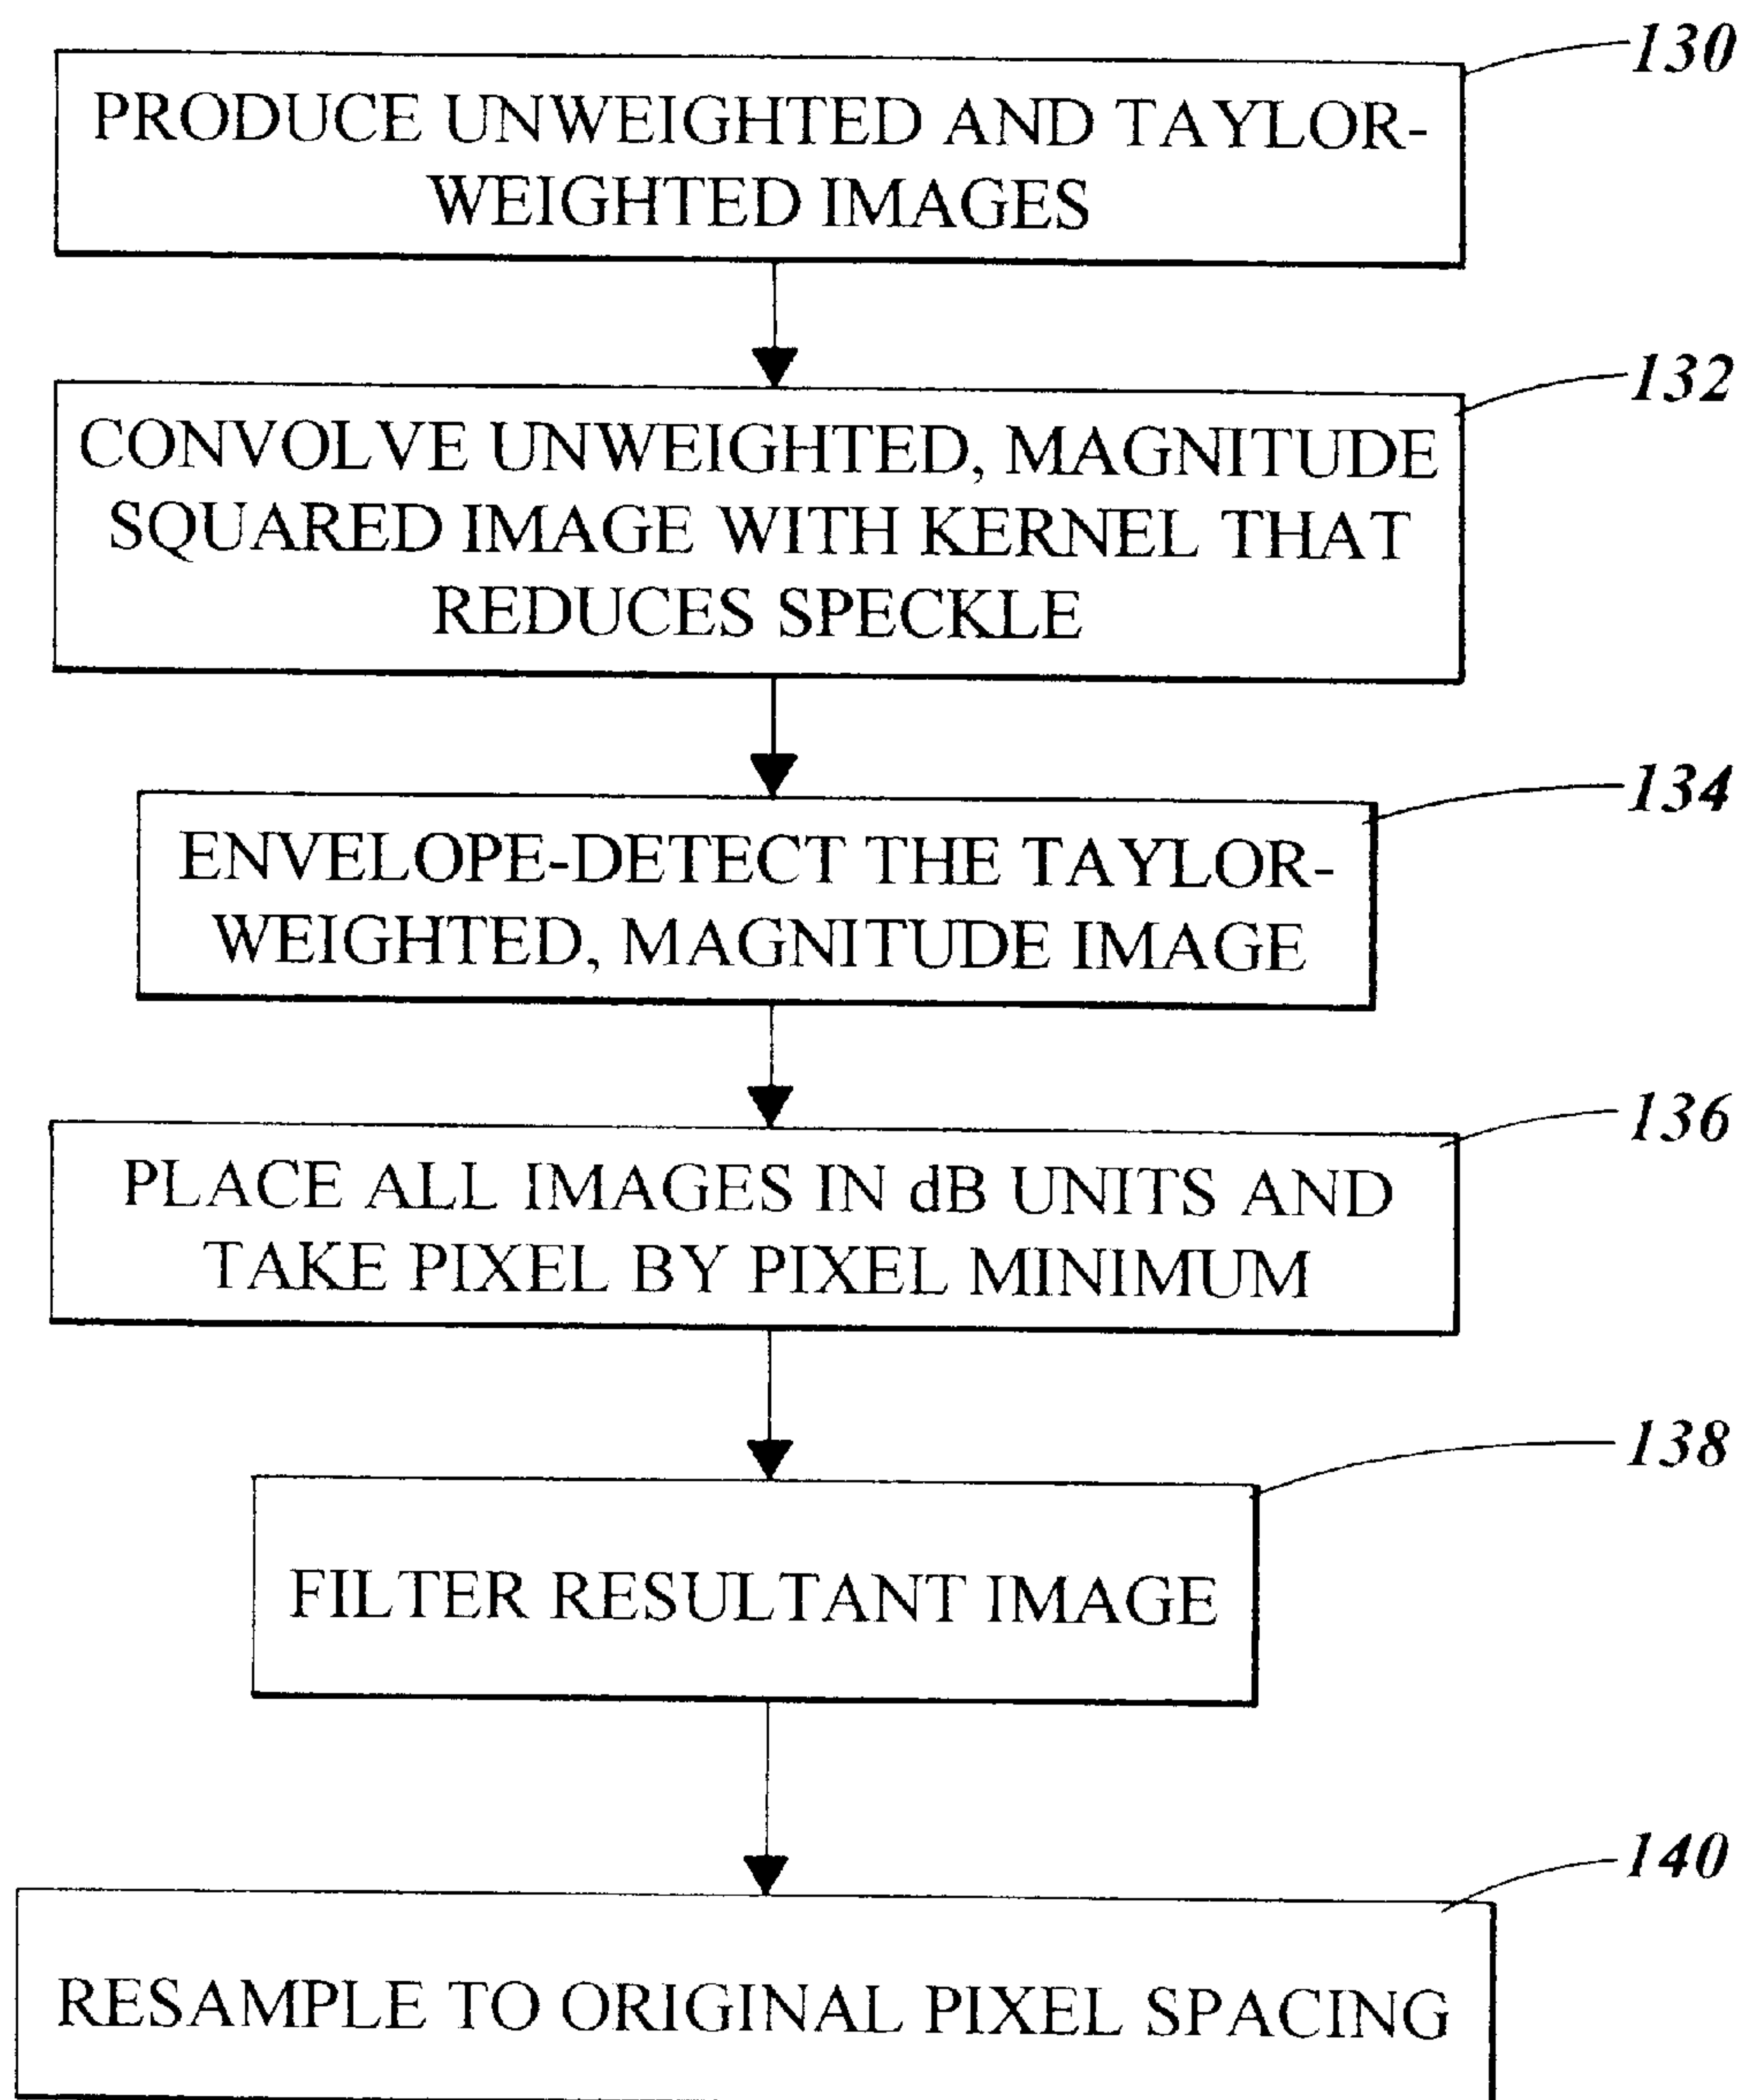 130
PRODUCE UNWEIGHTED AND TAYLOR-
WEIGHTED IMAGES
132
CONVOLVE UNWEIGHTED, MAGNITUDE
SQUARED IMAGE WITH KERNEL THAT
REDUCES SPECKLE
134
ENVELOPE-DETECT THE TAYLOR-
WEIGHTED, MAGNITUDE IMAGE
136
PLACE ALL IMAGES IN dB UNITS AND
TAKE PIXEL BY PIXEL MINIMUM
138
FILTER RESULTANT IMAGE
140
RESAMPLE TO ORIGINAL PIXEL SPACING